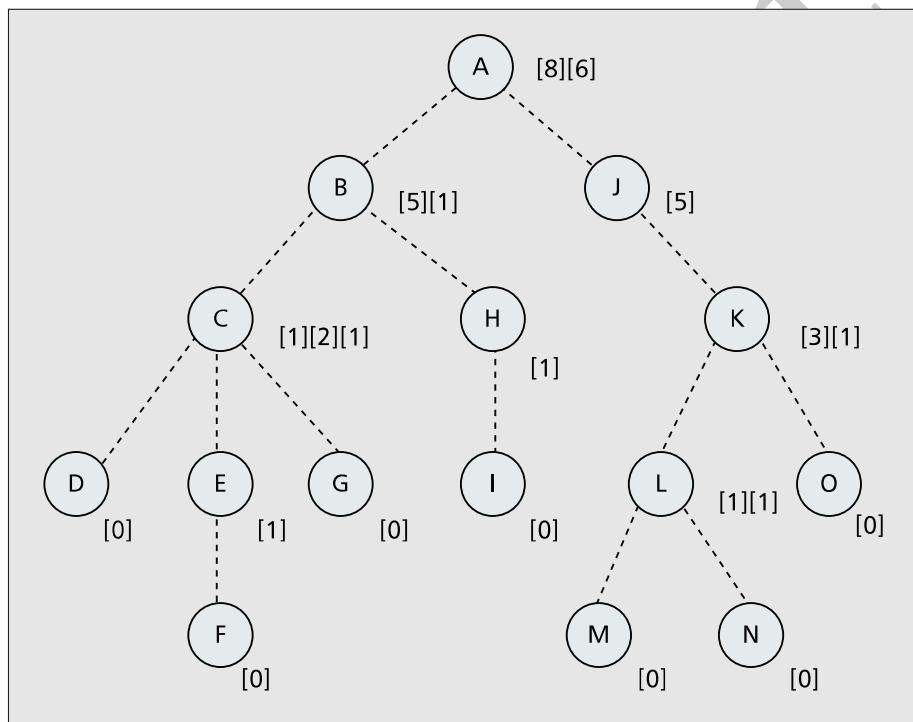 A [8][6]
B [5][1] J [5]
C [1][2][1] H [1] K [3][1]
D [0] E [1] G [0] I [0] L [1][1] O [0]
F [0] M [0] N [0]